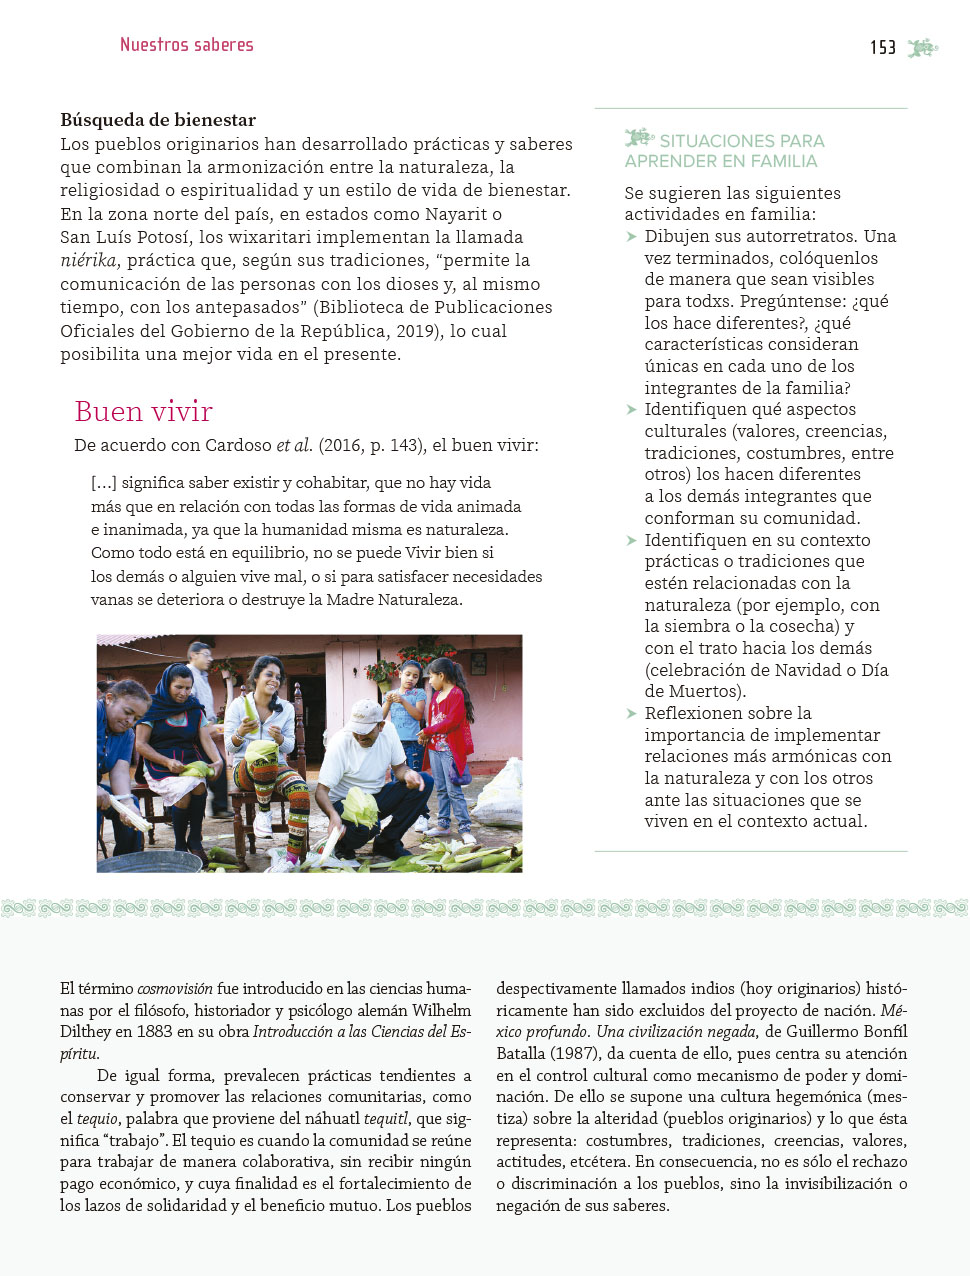 Nuestros saberes
153
Búsqueda de bienestar
Los pueblos originarios han desarrollado prácticas y saberes
que combinan la armonización entre la naturaleza, la
religiosidad o espiritualidad y un estilo de vida de bienestar.
En la zona norte del país, en estados como Nayarit o
San Luís Potosí, los wixaritari implementan la llamada
niérika, práctica que, según sus tradiciones, “permite la
comunicación de las personas con los dioses y, al mismo
tiempo, con los antepasados” (Biblioteca de Publicaciones
Oficiales del Gobierno de la República, 2019), lo cual
posibilita una mejor vida en el presente.
Buen vivir
De acuerdo con Cardoso et al. (2016, p. 143), el buen vivir:
[…] significa saber existir y cohabitar, que no hay vida
más que en relación con todas las formas de vida animada
e inanimada, ya que la humanidad misma es naturaleza.
Como todo está en equilibrio, no se puede Vivir bien si
los demás o alguien vive mal, o si para satisfacer necesidades
vanas se deteriora o destruye la Madre Naturaleza.
SITUACIONES PARA
APRENDER EN FAMILIA
Se sugieren las siguientes
actividades en familia:
➤ Dibujen sus autorretratos. Una
vez terminados, colóquenlos
de manera que sean visibles
para todxs. Pregúntense: ¿qué
los hace diferentes?, ¿qué
características consideran
únicas en cada uno de los
integrantes de la familia?
➤ Identifiquen qué aspectos
culturales (valores, creencias,
tradiciones, costumbres, entre
otros) los hacen diferentes
a los demás integrantes que
conforman su comunidad.
➤ Identifiquen en su contexto
prácticas o tradiciones que
estén relacionadas con la
naturaleza (por ejemplo, con
la siembra o la cosecha) y
con el trato hacia los demás
(celebración de Navidad o Día
de Muertos).
➤ Reflexionen sobre la
importancia de implementar
relaciones más armónicas con
la naturaleza y con los otros
ante las situaciones que se
viven en el contexto actual.
El término cosmovisión fue introducido en las ciencias huma-
nas por el filósofo, historiador y psicólogo alemán Wilhelm
Dilthey en 1883 en su obra Introducción a las Ciencias del Es-
píritu.
De igual forma, prevalecen prácticas tendientes a
conservar y promover las relaciones comunitarias, como
el tequio, palabra que proviene del náhuatl tequitl, que sig-
nifica “trabajo”. El tequio es cuando la comunidad se reúne
para trabajar de manera colaborativa, sin recibir ningún
pago económico, y cuya finalidad es el fortalecimiento de
los lazos de solidaridad y el beneficio mutuo. Los pueblos
despectivamente llamados indios (hoy originarios) histó-
ricamente han sido excluidos del proyecto de nación. Mé-
xico profundo. Una civilización negada, de Guillermo Bonfil
Batalla (1987), da cuenta de ello, pues centra su atención
en el control cultural como mecanismo de poder y domi-
nación. De ello se supone una cultura hegemónica (mes-
tiza) sobre la alteridad (pueblos originarios) y lo que ésta
representa: costumbres, tradiciones, creencias, valores,
actitudes, etcétera. En consecuencia, no es sólo el rechazo
o discriminación a los pueblos, sino la invisibilización o
negación de sus saberes.